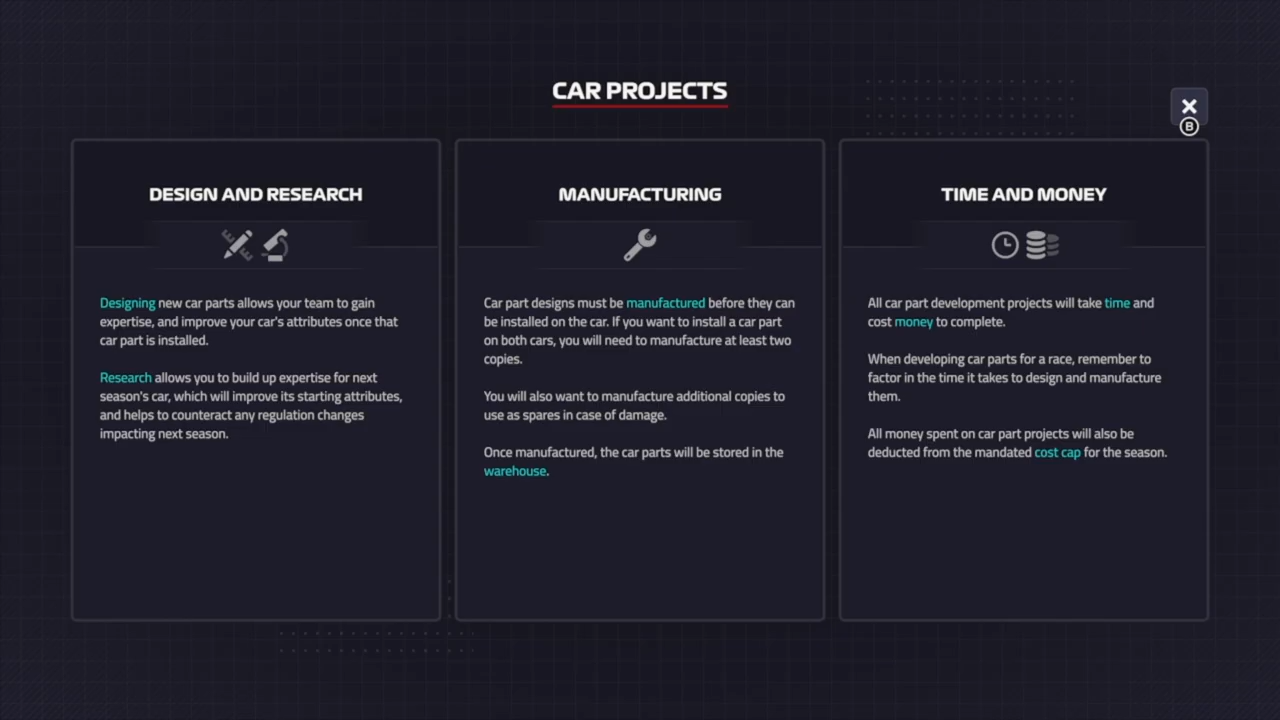 CAR PROJECTS
B
DESIGN AND RESEARCH
Designing new car parts allows your team to gain
expertise, and improve your car's attributes once that
car part is installed.
Research allows you to build up expertise for next
season's car, which will improve its starting attributes,
and helps to counteract any regulation changes
impacting next season.
MANUFACTURING
Car part designs must be manufactured before they can
be installed on the car. If you want to install a car part
on both cars, you will need to manufacture at least two
copies.
You will also want to manufacture additional copies to
use as spares in case of damage.
Once manufactured, the car parts will be stored in the
warehouse.
TIME AND MONEY
All car part development projects will take time and
cost money to complete.
When developing car parts for a race, remember to
factor in the time it takes to design and manufacture
them.
All money spent on car part projects will also be
deducted from the mandated cost cap for the season.